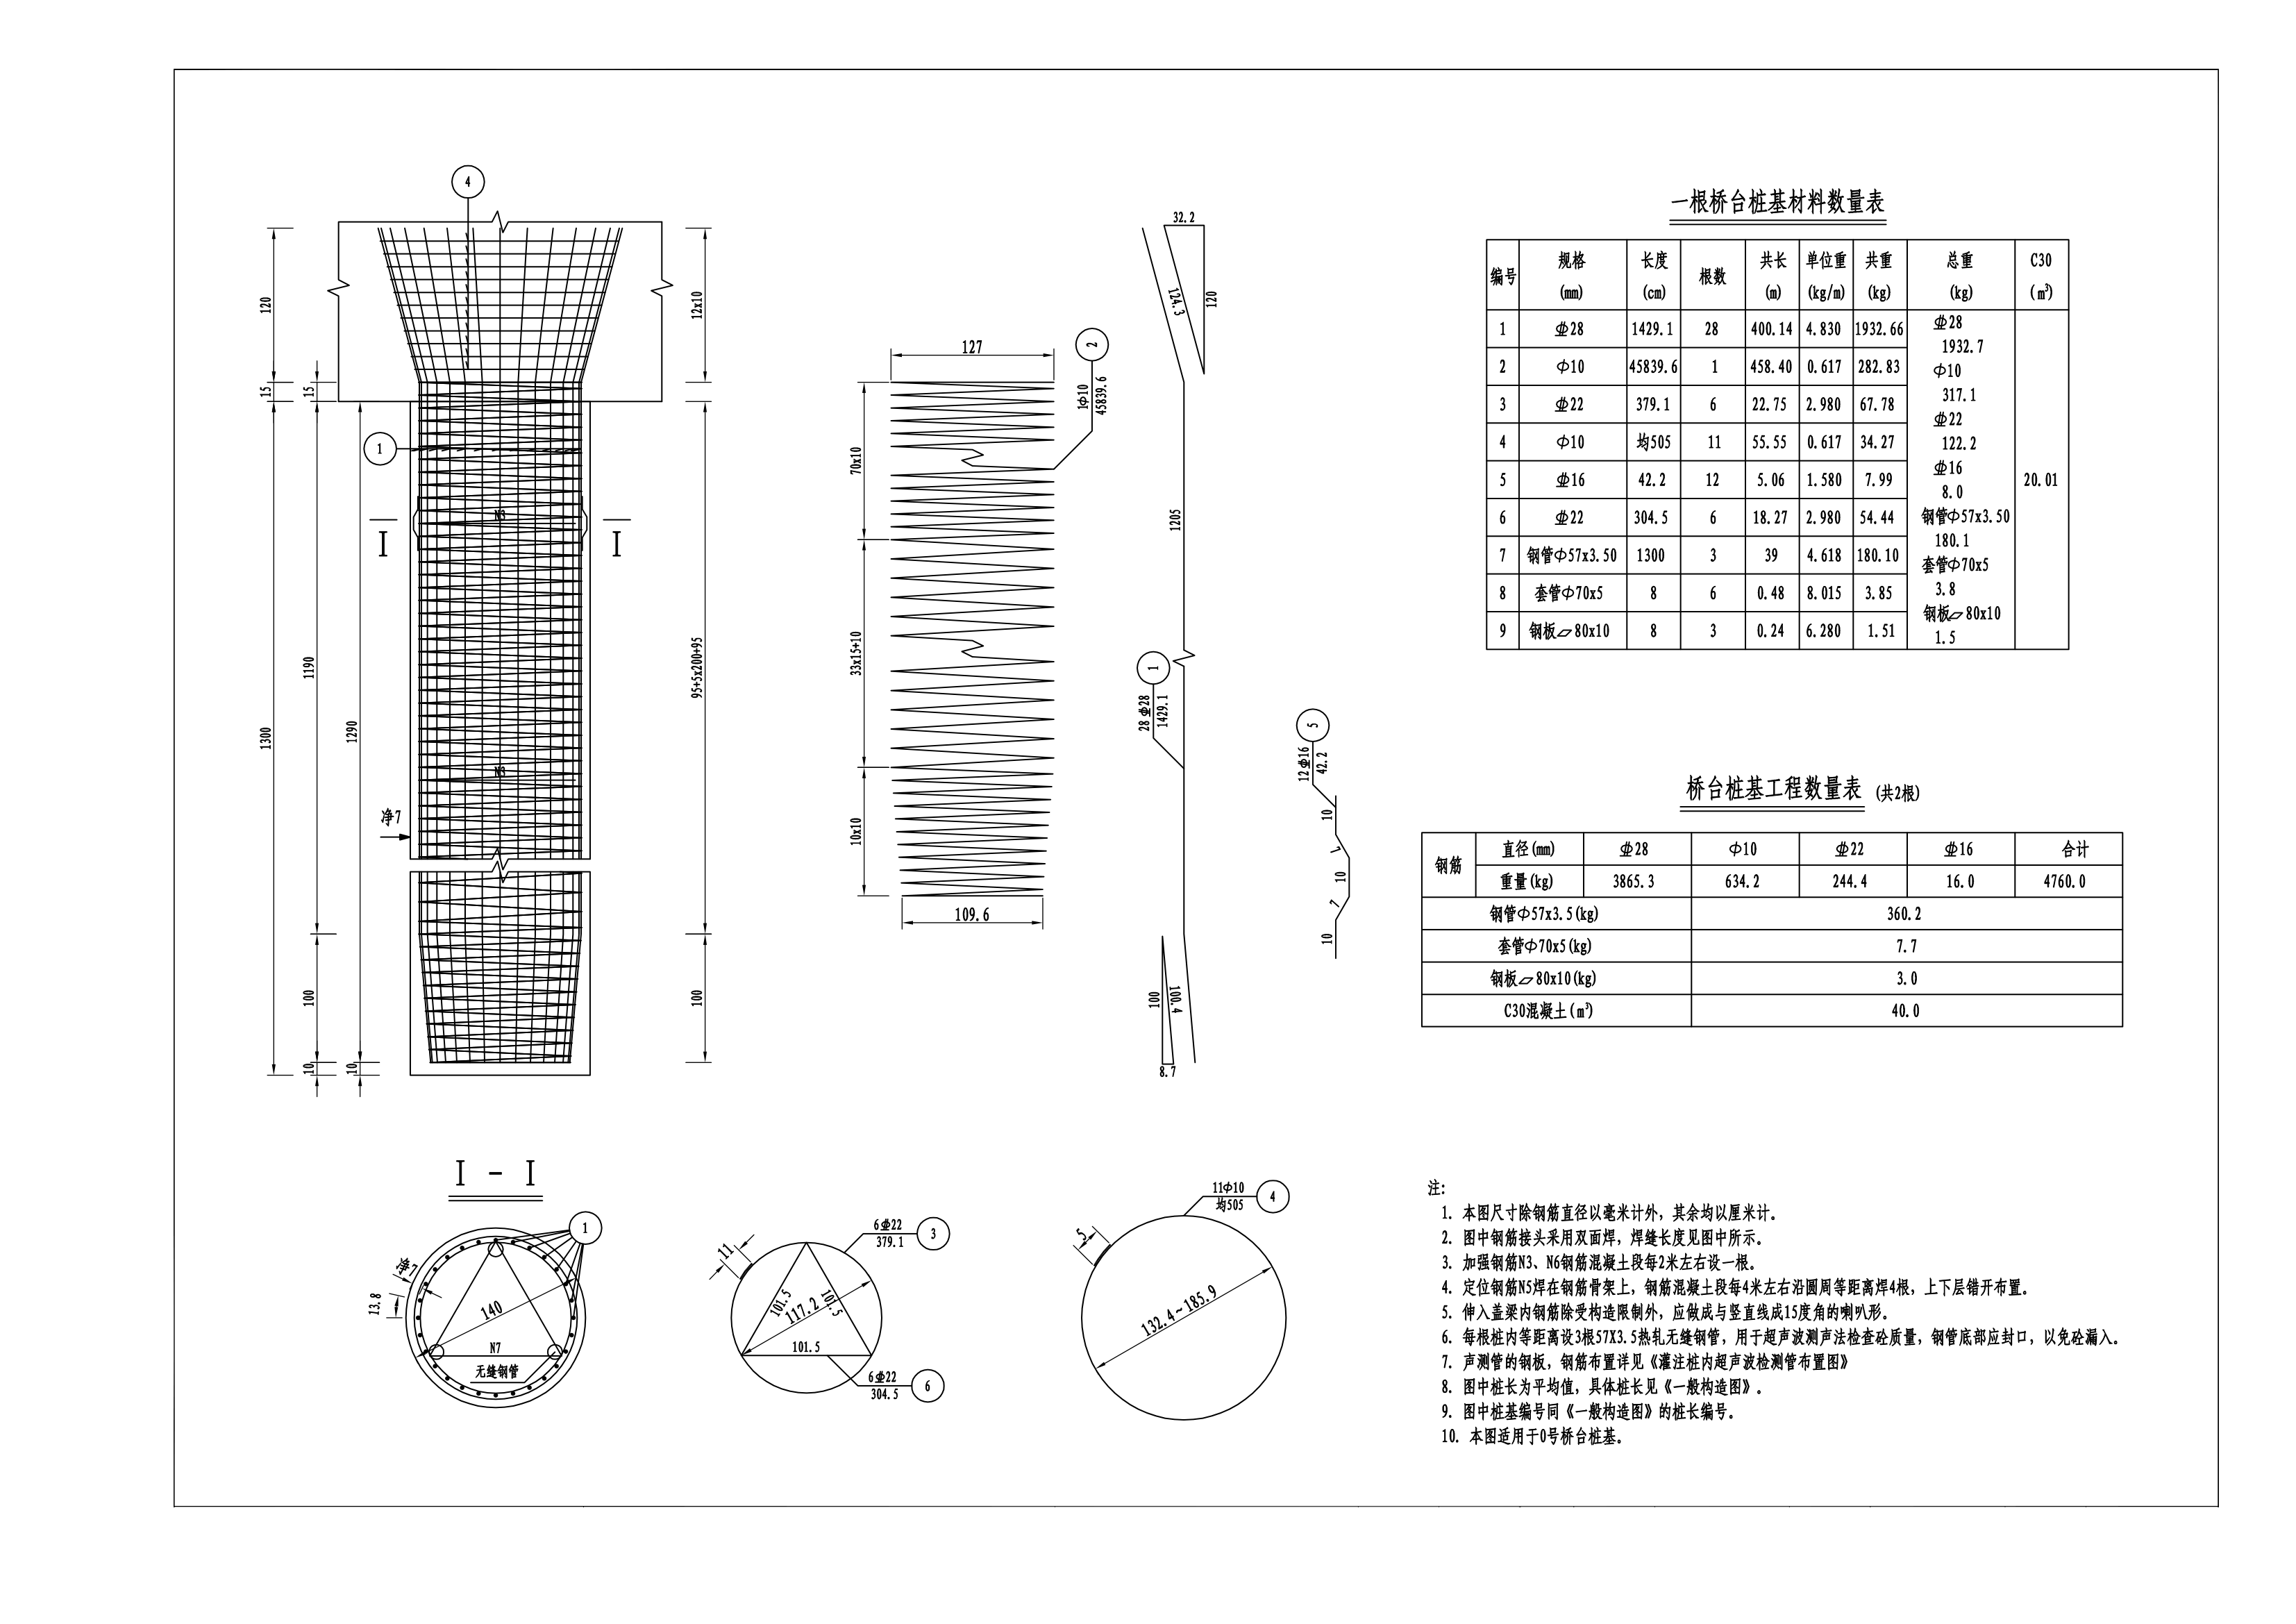 4
120
15
1300
15
1190
100
10
1290
10
1
I
I
N3
N3
净7
12x10
95+5x200+95
100
127
2
1Φ10
45839.6
70x10
33x15+10
10x10
109.6
32.2
124.3
120
1205
1
28 Φ28
1429.1
100
100.4
8.7
5
12Φ16
42.2
10
7
10
7
10
一根桥台桩基材料数量表
编号 规格(mm) 长度(cm) 根数 共长(m) 单位重(kg/m) 共重(kg) 总重(kg) C30(m³)
1 Φ28 1429.1 28 400.14 4.830 1932.66
2 Φ10 45839.6 1 458.40 0.617 282.83
3 Φ22 379.1 6 22.75 2.980 67.78
4 Φ10 均505 11 55.55 0.617 34.27
5 Φ16 42.2 12 5.06 1.580 7.99
6 Φ22 304.5 6 18.27 2.980 54.44
7 钢管Φ57x3.50 1300 3 39 4.618 180.10
8 套管Φ70x5 8 6 0.48 8.015 3.85
9 钢板▱80x10 8 3 0.24 6.280 1.51
Φ28
1932.7
Φ10
317.1
Φ22
122.2
Φ16
8.0
钢管Φ57x3.50
180.1
套管Φ70x5
3.8
钢板▱80x10
1.5
20.01
桥台桩基工程数量表 (共2根)
钢筋 直径(mm) Φ28 Φ10 Φ22 Φ16 合计
重量(kg) 3865.3 634.2 244.4 16.0 4760.0
钢管Φ57x3.5(kg) 360.2
套管Φ70x5(kg) 7.7
钢板▱80x10(kg) 3.0
C30混凝土(m³) 40.0
I - I
1
净7
13.8
140
N7
无缝钢管
11
6Φ22
379.1
3
101.5
101.5
117.2
101.5
6Φ22
304.5
6
5
11Φ10
均505
4
132.4~185.9
注:
1. 本图尺寸除钢筋直径以毫米计外，其余均以厘米计。
2. 图中钢筋接头采用双面焊，焊缝长度见图中所示。
3. 加强钢筋N3、N6钢筋混凝土段每2米左右设一根。
4. 定位钢筋N5焊在钢筋骨架上，钢筋混凝土段每4米左右沿圆周等距离焊4根，上下层错开布置。
5. 伸入盖梁内钢筋除受构造限制外，应做成与竖直线成15度角的喇叭形。
6. 每根桩内等距离设3根57X3.5热轧无缝钢管，用于超声波测声法检查砼质量，钢管底部应封口，以免砼漏入。
7. 声测管的钢板，钢筋布置详见《灌注桩内超声波检测管布置图》
8. 图中桩长为平均值，具体桩长见《一般构造图》。
9. 图中桩基编号同《一般构造图》的桩长编号。
10. 本图适用于0号桥台桩基。